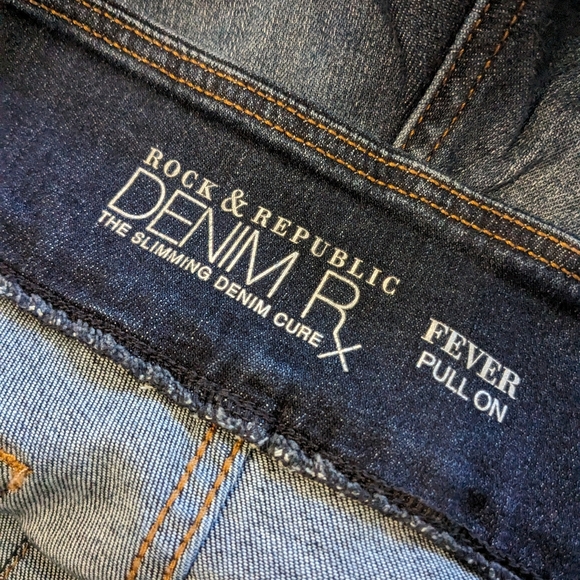 ROCK & REPUBLIC
DENIM Rx
THE SLIMMING DENIM CURE
FEVER
PULL ON